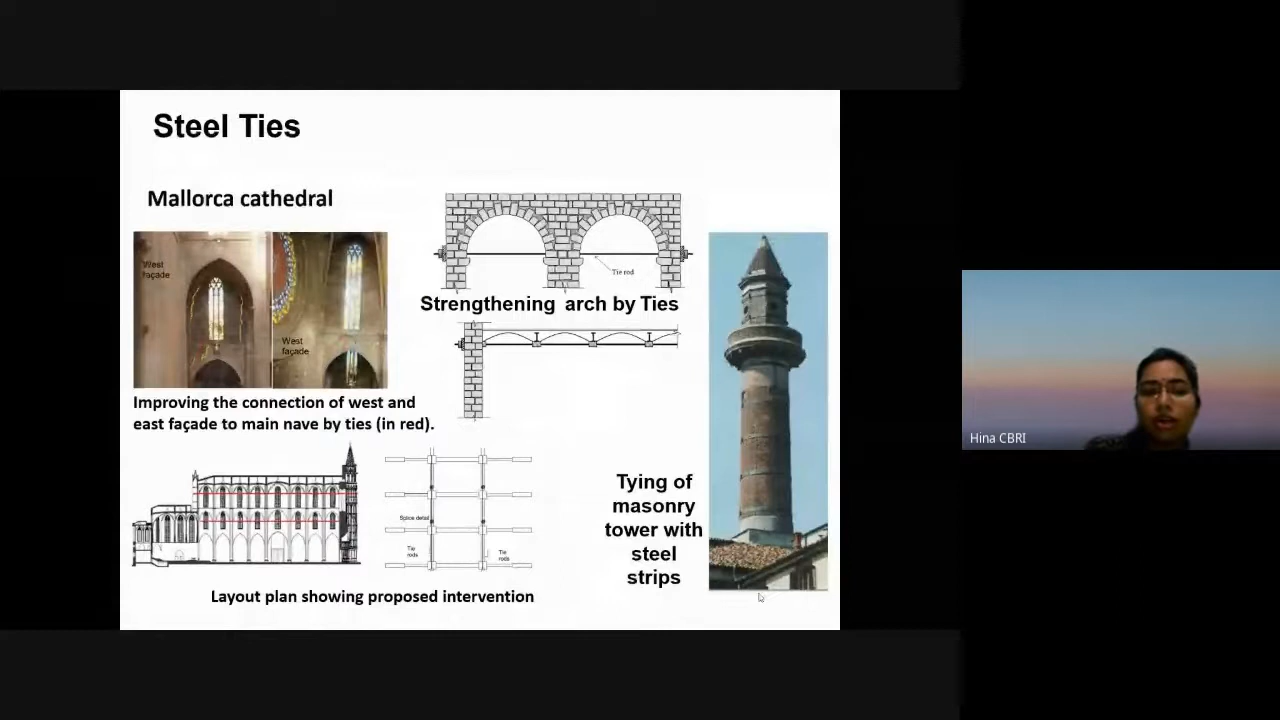 Steel Ties
Mallorca cathedral
West
façade
West
façade
Improving the connection of west and
east façade to main nave by ties (in red).
Tie rod
Strengthening arch by Ties
Splice detail
Tie
rods
Tie
rods
Layout plan showing proposed intervention
Tying of
masonry
tower with
steel
strips
Hina CBRI